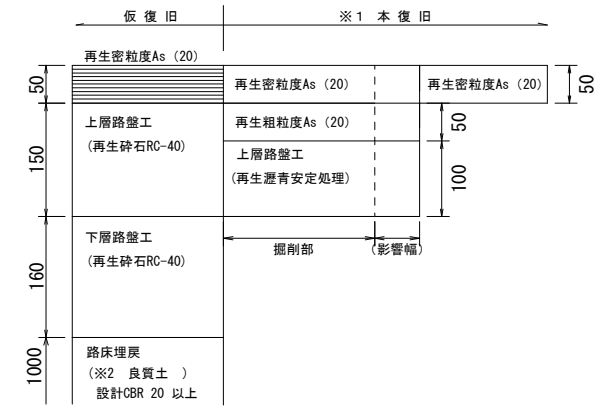 仮 復 旧
※1 本 復 旧
再生密粒度As（20）
50
再生密粒度As（20）
再生密粒度As（20）
50
上層路盤工
(再生砕石RC-40)
150
再生粗粒度As（20）
50
上層路盤工
(再生瀝青安定処理)
100
掘削部
(影響幅)
下層路盤工
(再生砕石RC-40)
160
路床埋戻
(※2 良質土 )
設計CBR 20 以上
1000